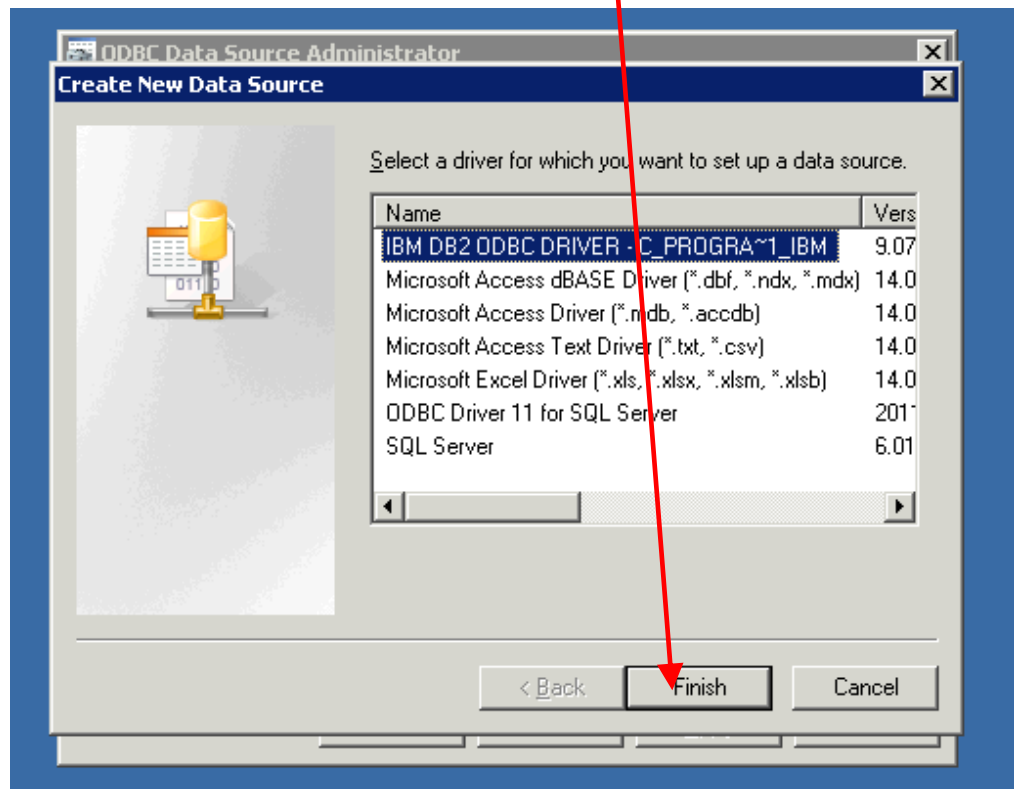 ODBC Data Source Administrator
Create New Data Source
Select a driver for which you want to set up a data source.
Name Vers
IBM DB2 ODBC DRIVER - C_PROGRA~1_IBM 9.07
Microsoft Access dBASE Driver (*.dbf, *.ndx, *.mdx) 14.0
Microsoft Access Driver (*.mdb, *.accdb) 14.0
Microsoft Access Text Driver (*.txt, *.csv) 14.0
Microsoft Excel Driver (*.xls, *.xlsx, *.xlsm, *.xlsb) 14.0
ODBC Driver 11 for SQL Server 2011
SQL Server 6.01
< Back Finish Cancel